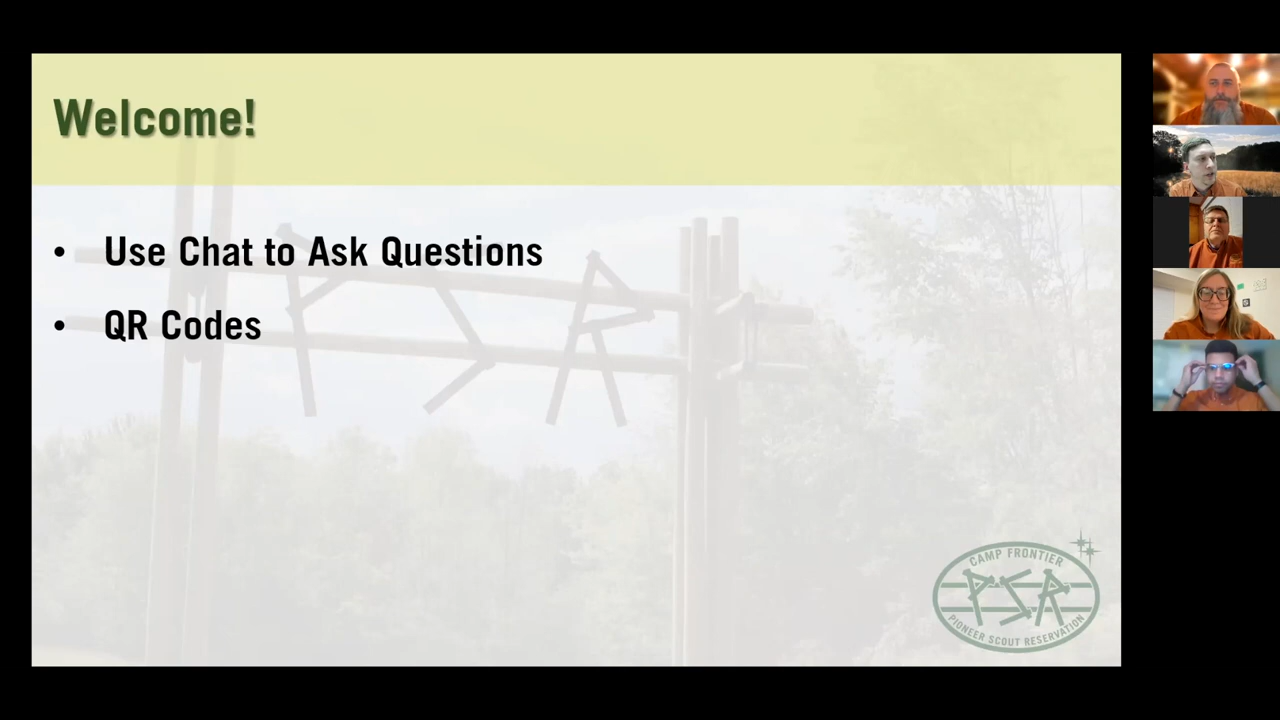 Welcome!
• Use Chat to Ask Questions
• QR Codes
CAMP FRONTIER
PSR
PIONEER SCOUT RESERVATION